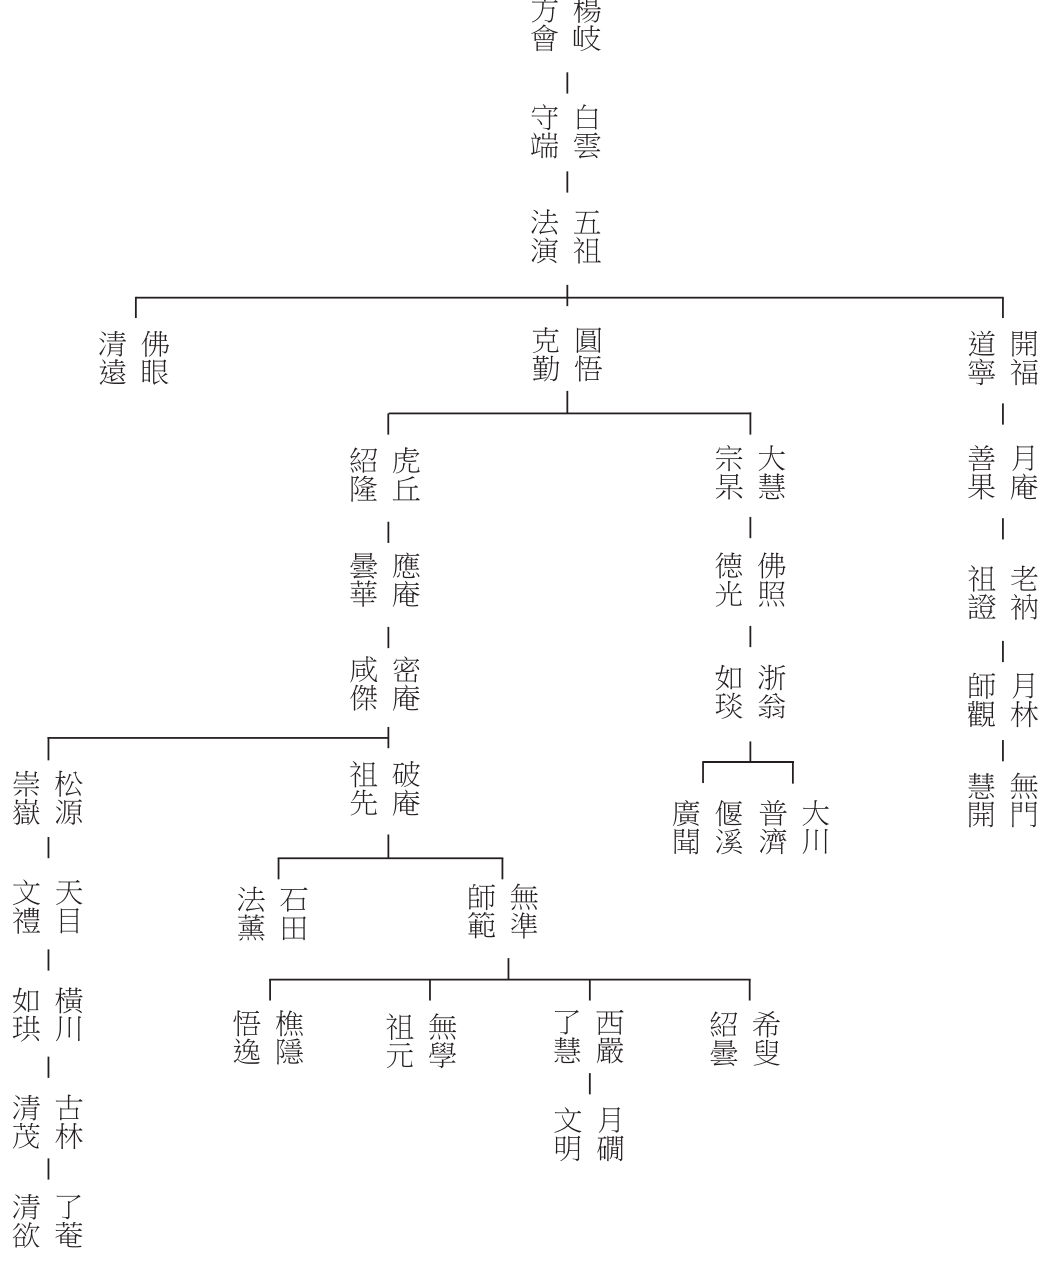 楊岐
方會
白雲
守端
五祖
法演
開福
道寧
圓悟
克勤
佛眼
清遠
月庵
善果
老衲
祖證
月林
師觀
無門
慧開
大慧
宗杲
佛照
德光
浙翁
如琰
大川
普濟
偃溪
廣聞
虎丘
紹隆
應庵
曇華
密庵
咸傑
破庵
祖先
無準
師範
石田
法薰
希叟
紹曇
西嚴
了慧
月磵
文明
無學
祖元
樵隱
悟逸
松源
崇嶽
天目
文禮
橫川
如珙
古林
清茂
了菴
清欲